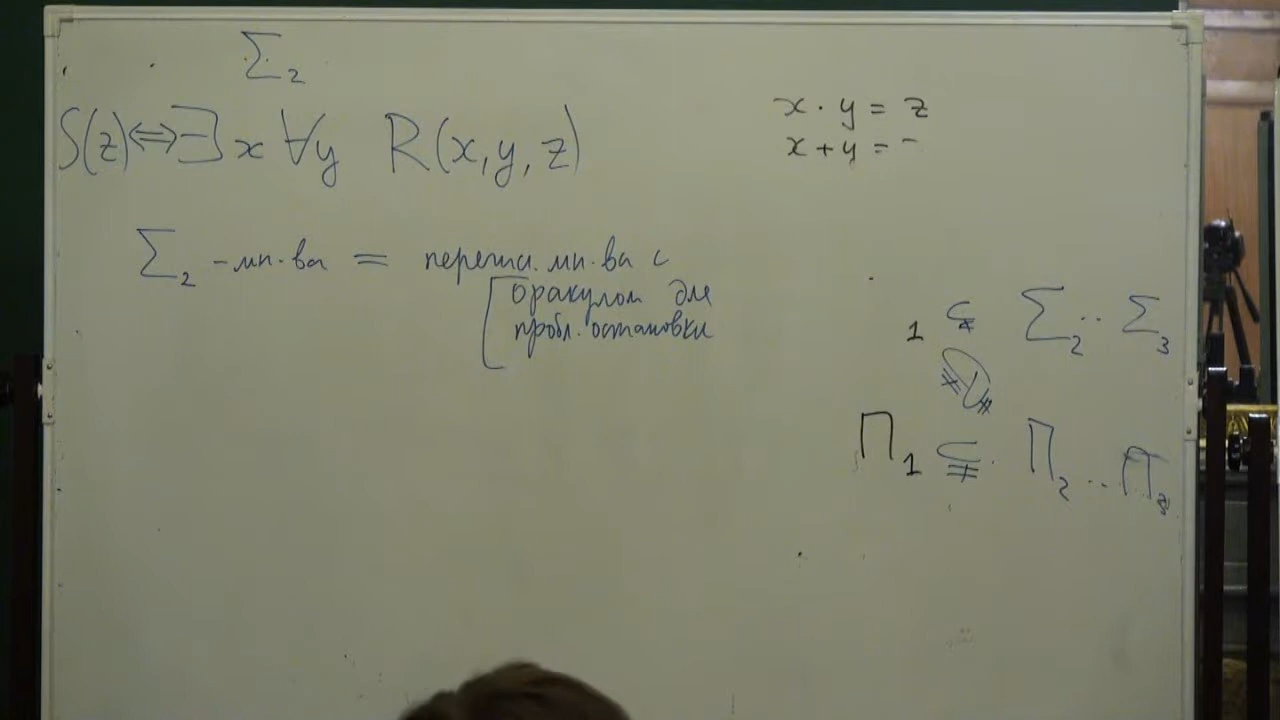 Σ₂
S(z)⇔∃x ∀y R(x,y,z)
Σ₂ -мн.ва = перечисл. мн.ва с
оракулом для
пробл. остановки
x · y = z
x + y =
1 ⊊ Σ₂ .. Σ₃
Π₁ ⊊ Π₂ .. Π₃